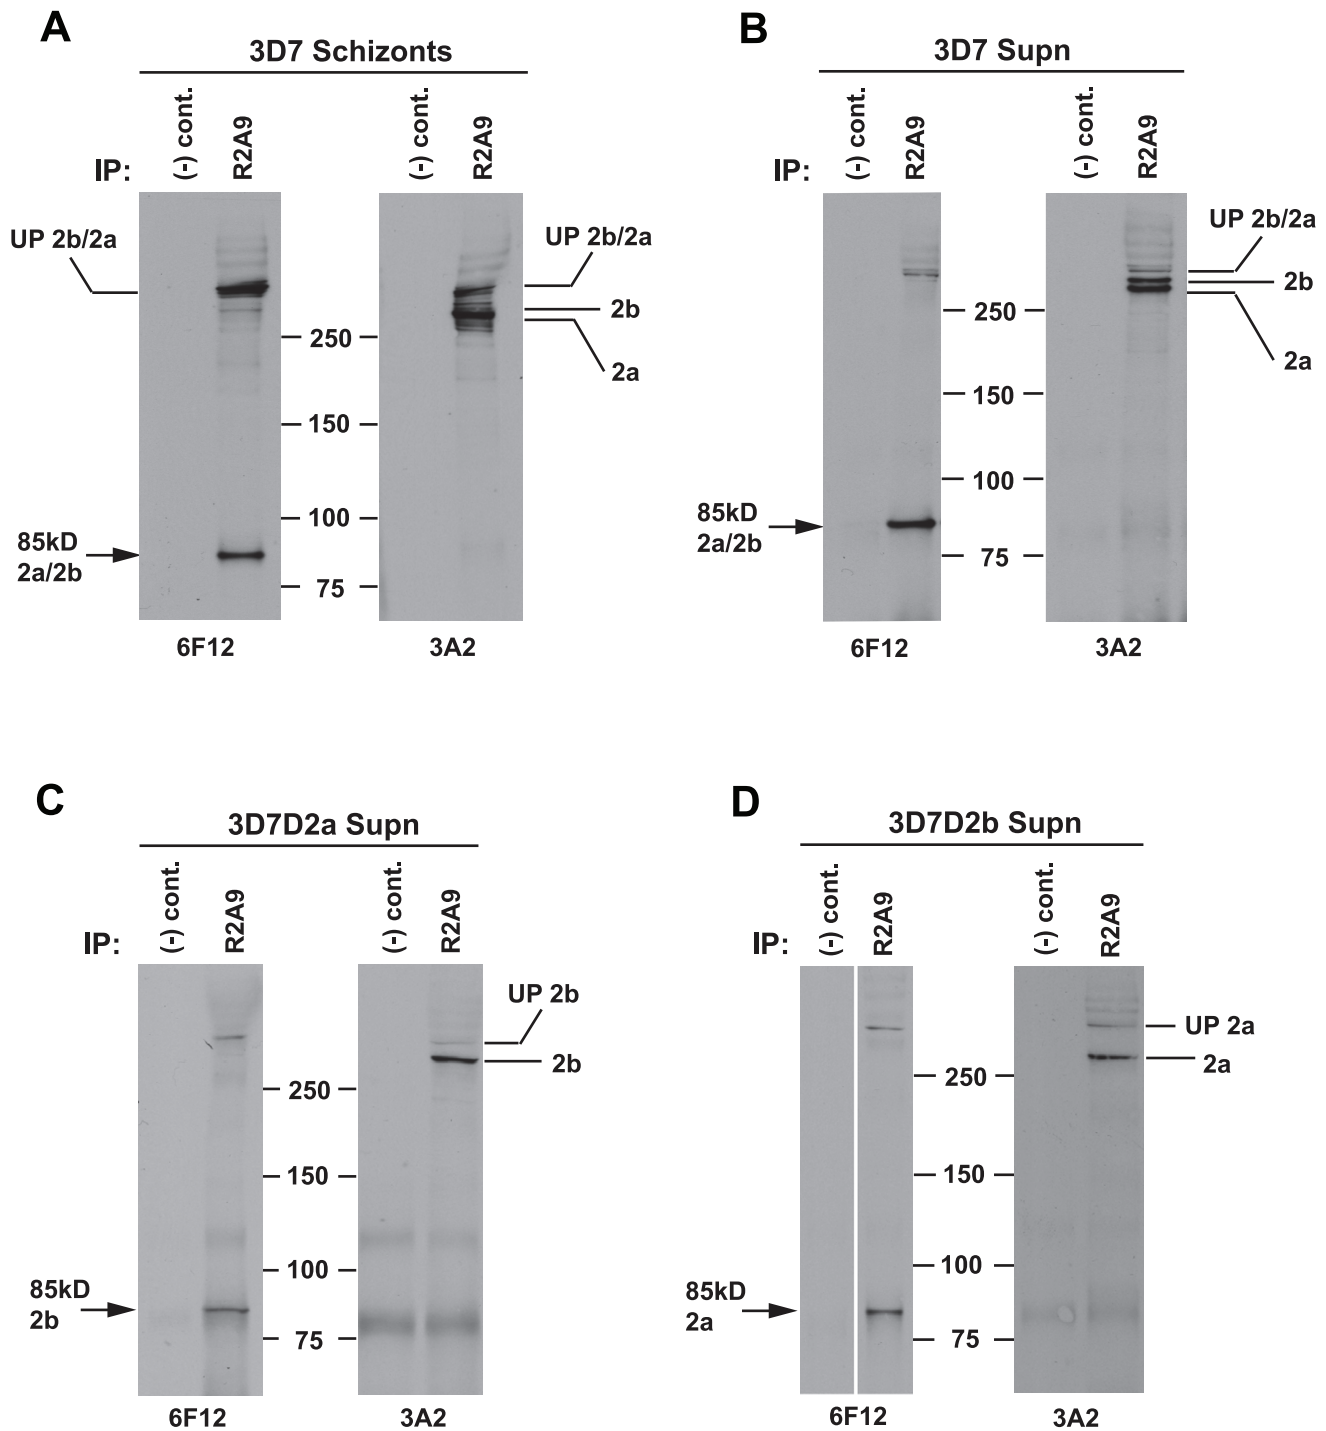 A
3D7 Schizonts
IP:
(-) cont.
R2A9
(-) cont.
R2A9
UP 2b/2a
UP 2b/2a
2b
2a
250
150
100
75
85kD
2a/2b
6F12
3A2
B
3D7 Supn
IP:
(-) cont.
R2A9
(-) cont.
R2A9
UP 2b/2a
2b
2a
250
150
100
75
85kD
2a/2b
6F12
3A2
C
3D7D2a Supn
IP:
(-) cont.
R2A9
(-) cont.
R2A9
UP 2b
2b
250
150
100
75
85kD
2b
6F12
3A2
D
3D7D2b Supn
IP:
(-) cont.
R2A9
(-) cont.
R2A9
UP 2a
2a
250
150
100
75
85kD
2a
6F12
3A2